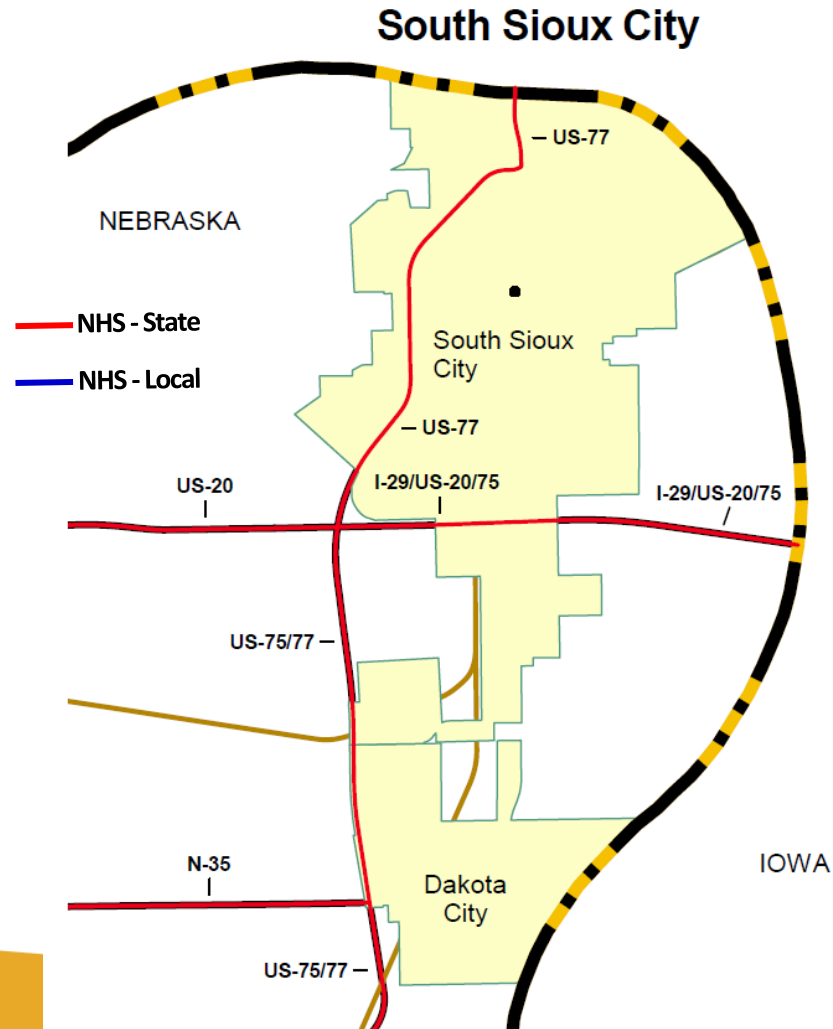 South Sioux City
US-77
NEBRASKA
NHS - State
South Sioux
City
NHS - Local
US-77
US-20
I-29/US-20/75
I-29/US-20/75
US-75/77
N-35
IOWA
Dakota
City
US-75/77